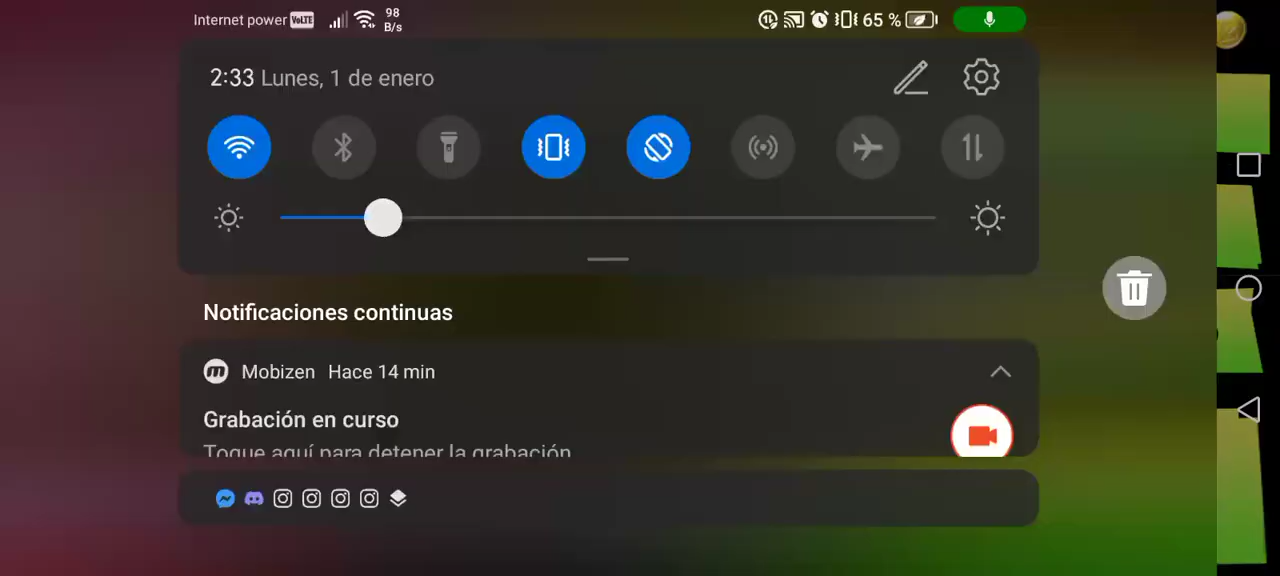 Internet power VoLTE 98 B/s 65 %
2:33 Lunes, 1 de enero
Notificaciones continuas
Mobizen Hace 14 min
Grabación en curso
Toque aquí para detener la grabación